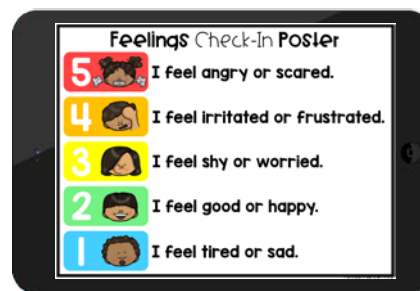 Feelings Check-In Poster
5 I feel angry or scared.
4 I feel irritated or frustrated.
3 I feel shy or worried.
2 I feel good or happy.
1 I feel tired or sad.